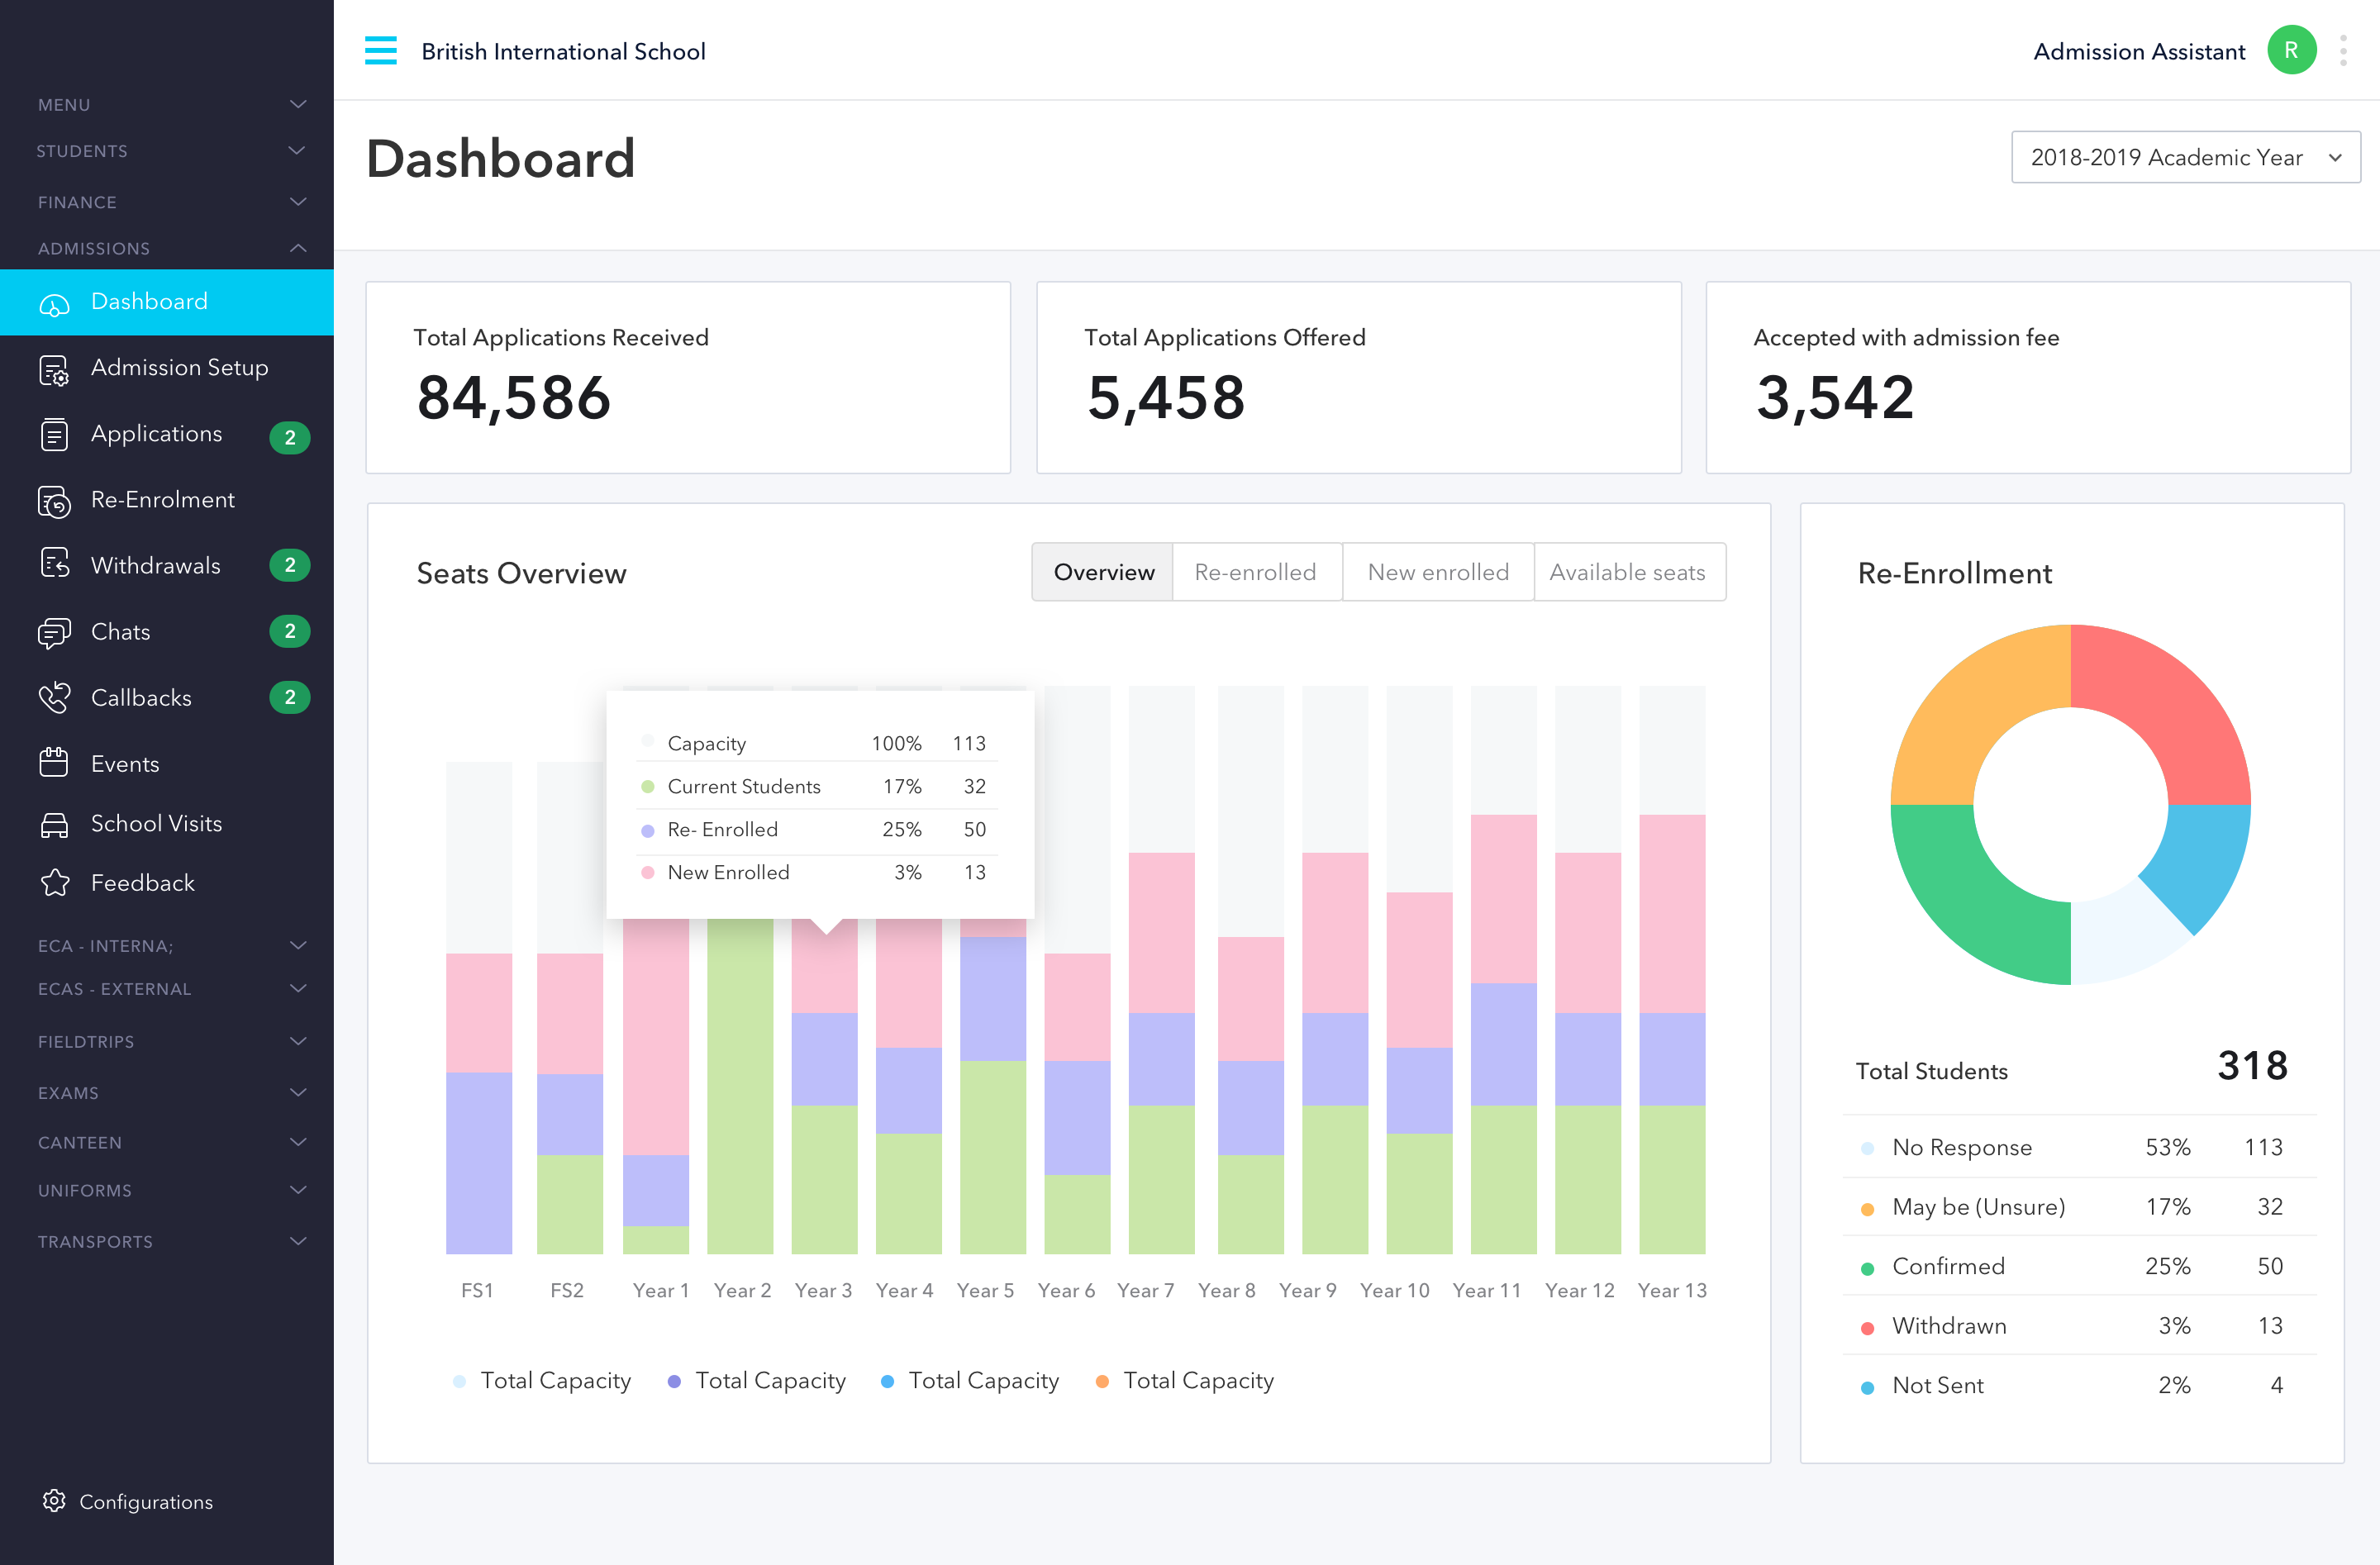 British International School
Admission Assistant
R
MENU
STUDENTS
FINANCE
ADMISSIONS
Dashboard
Admission Setup
Applications
2
Re-Enrolment
Withdrawals
2
Chats
2
Callbacks
2
Events
School Visits
Feedback
ECA - INTERNA;
ECAS - EXTERNAL
FIELDTRIPS
EXAMS
CANTEEN
UNIFORMS
TRANSPORTS
Configurations
Dashboard
2018-2019 Academic Year
Total Applications Received
84,586
Total Applications Offered
5,458
Accepted with admission fee
3,542
Seats Overview
Overview
Re-enrolled
New enrolled
Available seats
Capacity 100% 113
Current Students 17% 32
Re- Enrolled 25% 50
New Enrolled 3% 13
FS1 FS2 Year 1 Year 2 Year 3 Year 4 Year 5 Year 6 Year 7 Year 8 Year 9 Year 10 Year 11 Year 12 Year 13
Total Capacity Total Capacity Total Capacity Total Capacity
Re-Enrollment
Total Students 318
No Response 53% 113
May be (Unsure) 17% 32
Confirmed 25% 50
Withdrawn 3% 13
Not Sent 2% 4